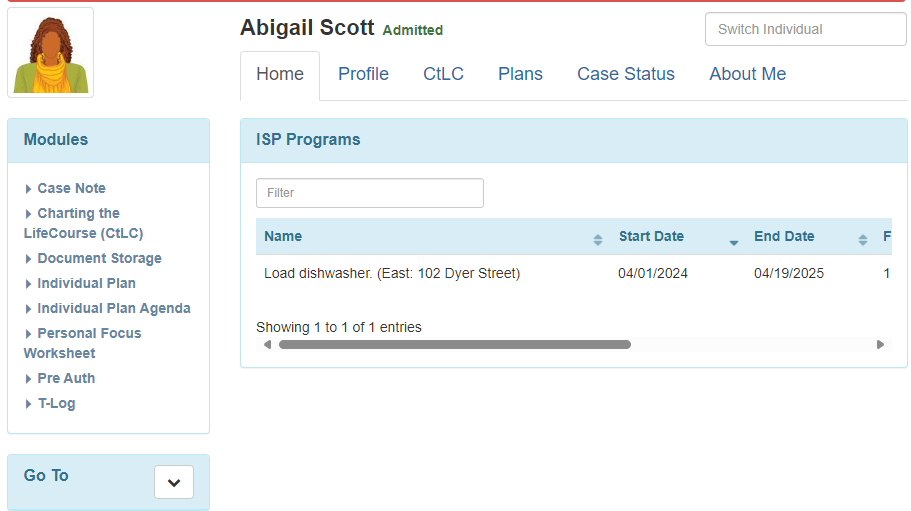 Abigail Scott Admitted
Switch Individual
Home Profile CtLC Plans Case Status About Me
Modules
Case Note
Charting the
LifeCourse (CtLC)
Document Storage
Individual Plan
Individual Plan Agenda
Personal Focus
Worksheet
Pre Auth
T-Log
Go To
ISP Programs
Filter
Name Start Date End Date F
Load dishwasher. (East: 102 Dyer Street) 04/01/2024 04/19/2025 1
Showing 1 to 1 of 1 entries